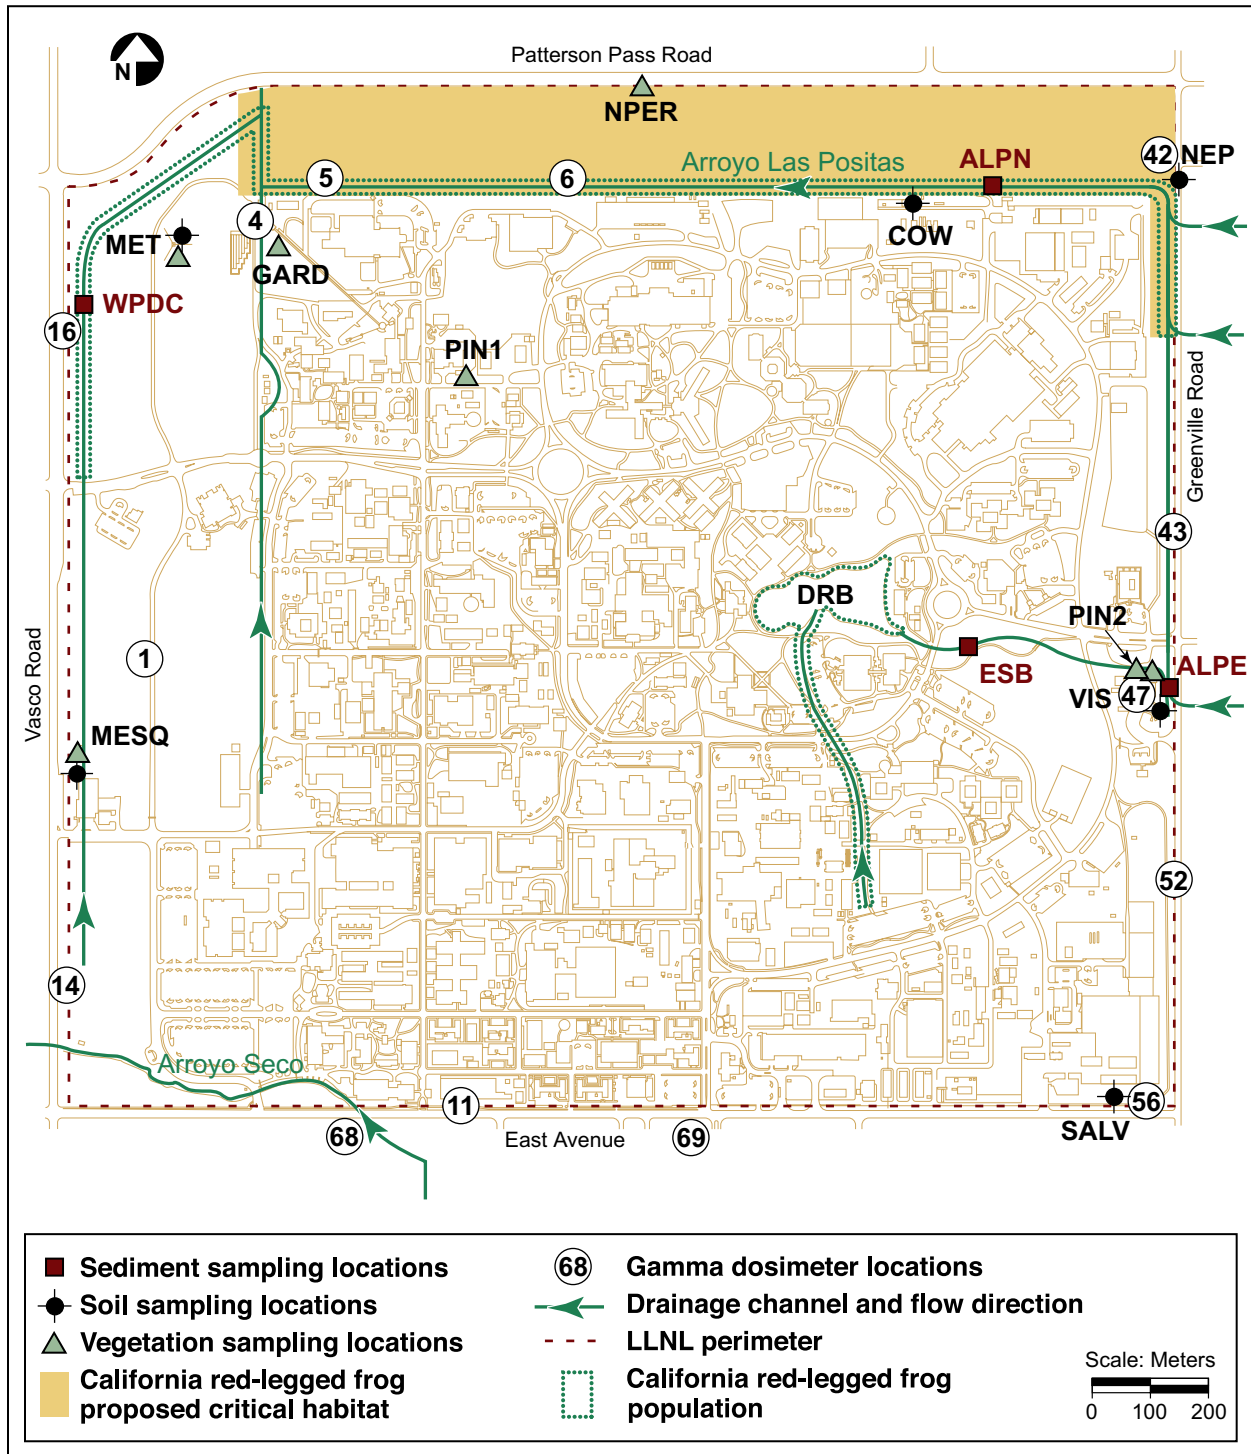 Patterson Pass Road
N
NPER
Arroyo Las Positas
ALPN
42 NEP
5
6
4
COW
MET
GARD
WPDC
16
PIN1
Greenville Road
43
DRB
PIN2
Vasco Road
1
ESB
ALPE
VIS 47
MESQ
52
14
Arroyo Seco
11
56
68
East Avenue
69
SALV
Sediment sampling locations
Soil sampling locations
Vegetation sampling locations
California red-legged frog
proposed critical habitat
68 Gamma dosimeter locations
Drainage channel and flow direction
LLNL perimeter
California red-legged frog
population
Scale: Meters
0 100 200